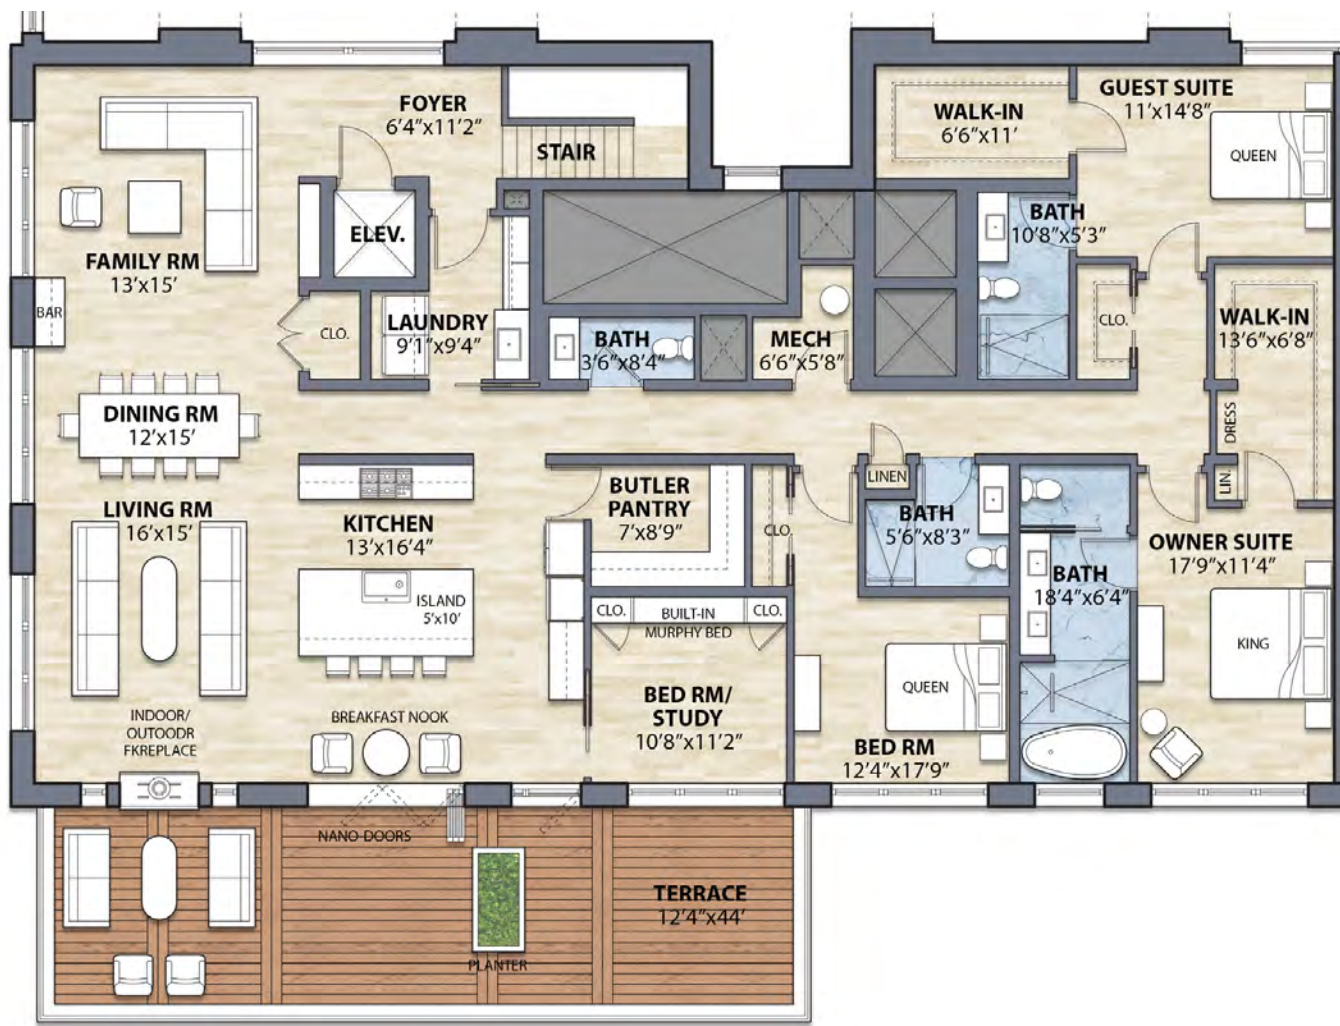 FOYER
6'4"x11'2"
STAIR
WALK-IN
6'6"x11'
GUEST SUITE
11'x14'8"
QUEEN
ELEV.
BATH
10'8"x5'3"
FAMILY RM
13'x15'
BAR
CLO.
LAUNDRY
9'1"x9'4"
BATH
3'6"x8'4"
MECH
6'6"x5'8"
CLO.
WALK-IN
13'6"x6'8"
DINING RM
12'x15'
DRESS
LIN.
LINEN
LIVING RM
16'x15'
KITCHEN
13'x16'4"
BUTLER
PANTRY
7'x8'9"
CLO.
BATH
5'6"x8'3"
OWNER SUITE
17'9"x11'4"
BATH
18'4"x6'4"
ISLAND
5'x10'
CLO.
BUILT-IN
CLO.
MURPHY BED
KING
QUEEN
BED RM/
STUDY
10'8"x11'2"
INDOOR/
OUTOODR
FKREPLACE
BREAKFAST NOOK
BED RM
12'4"x17'9"
NANO-DOORS
TERRACE
12'4"x44'
PLANTER